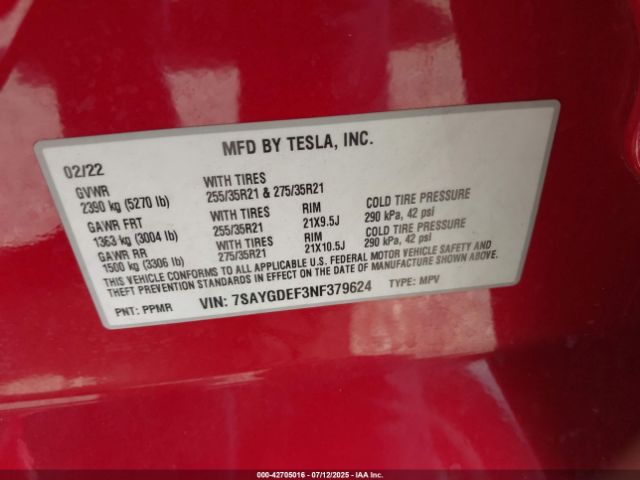 MFD BY TESLA, INC.
02/22
GVWR WITH TIRES
2390 kg (5270 lb) 255/35R21 & 275/35R21
GAWR FRT WITH TIRES RIM COLD TIRE PRESSURE
1363 kg (3004 lb) 255/35R21 21X9.5J 290 kPa, 42 psi
GAWR RR WITH TIRES RIM COLD TIRE PRESSURE
1500 kg (3306 lb) 275/35R21 21X10.5J 290 kPa, 42 psi
THIS VEHICLE CONFORMS TO ALL APPLICABLE FEDERAL MOTOR VEHICLE SAFETY AND
THEFT PREVENTION STANDARDS IN EFFECT ON THE DATE OF MANUFACTURE SHOWN ABOVE.
PNT: PPMR VIN: 7SAYGDEF3NF379624 TYPE: MPV
000-42705016 - 07/12/2025 - IAA Inc.